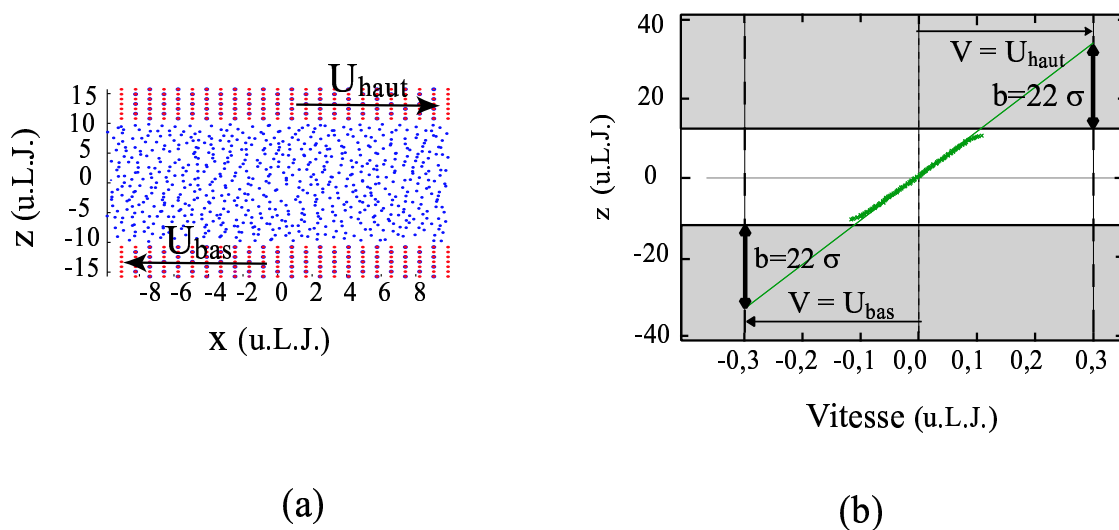 U_haut
15
10
5
0
-5
-10
-15
z (u.L.J.)
U_bas
-8 -6 -4 -2 0 2 4 6 8
x (u.L.J.)
(a)
40
20
0
-20
-40
z (u.L.J.)
V = U_haut
b=22 σ
b=22 σ
V = U_bas
-0,3 -0,2 -0,1 0,0 0,1 0,2 0,3
Vitesse (u.L.J.)
(b)